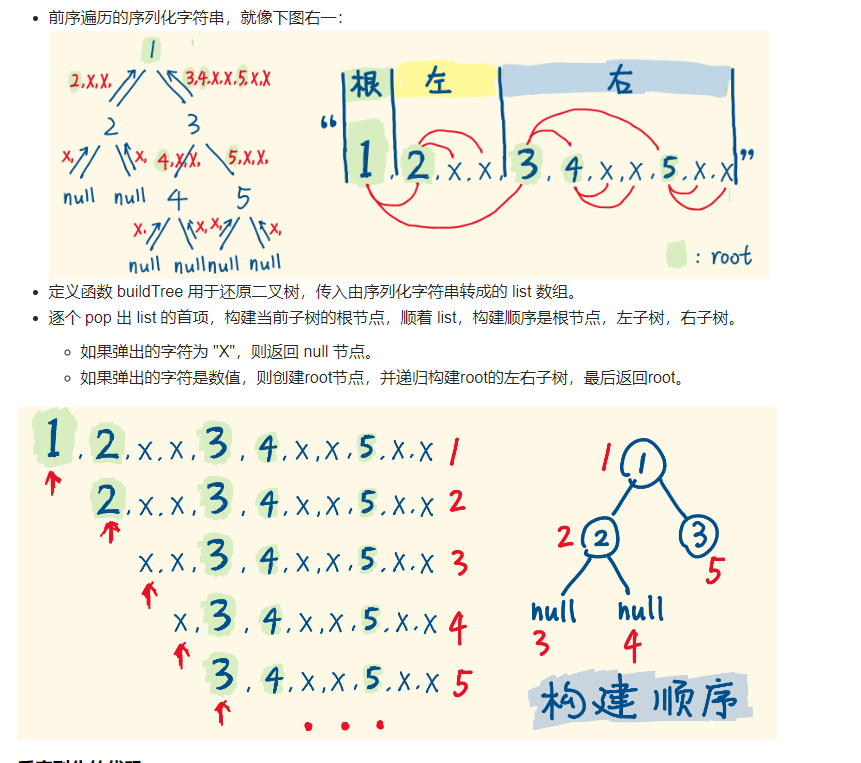 前序遍历的序列化字符串，就像下图右一：
1
2,X,X, 3,4,X,X,5,X,X
2 3
X, X, 4,X,X, 5,X,X,
null null 4 5
X, X, X, X,
null null null null
根 左 右
“1,2,X,X,3,4,X,X,5,X,X”
: root
定义函数 buildTree 用于还原二叉树，传入由序列化字符串转成的 list 数组。
逐个 pop 出 list 的首项，构建当前子树的根节点，顺着 list，构建顺序是根节点，左子树，右子树。
如果弹出的字符为 "X"，则返回 null 节点。
如果弹出的字符是数值，则创建root节点，并递归构建root的左右子树，最后返回root。
1,2,X,X,3,4,X,X,5,X,X 1
2,X,X,3,4,X,X,5,X,X 2
X,X,3,4,X,X,5,X,X 3
X,3,4,X,X,5,X,X 4
3,4,X,X,5,X,X 5
...
1 1
2 2 3
5
null null
3 4
构建顺序